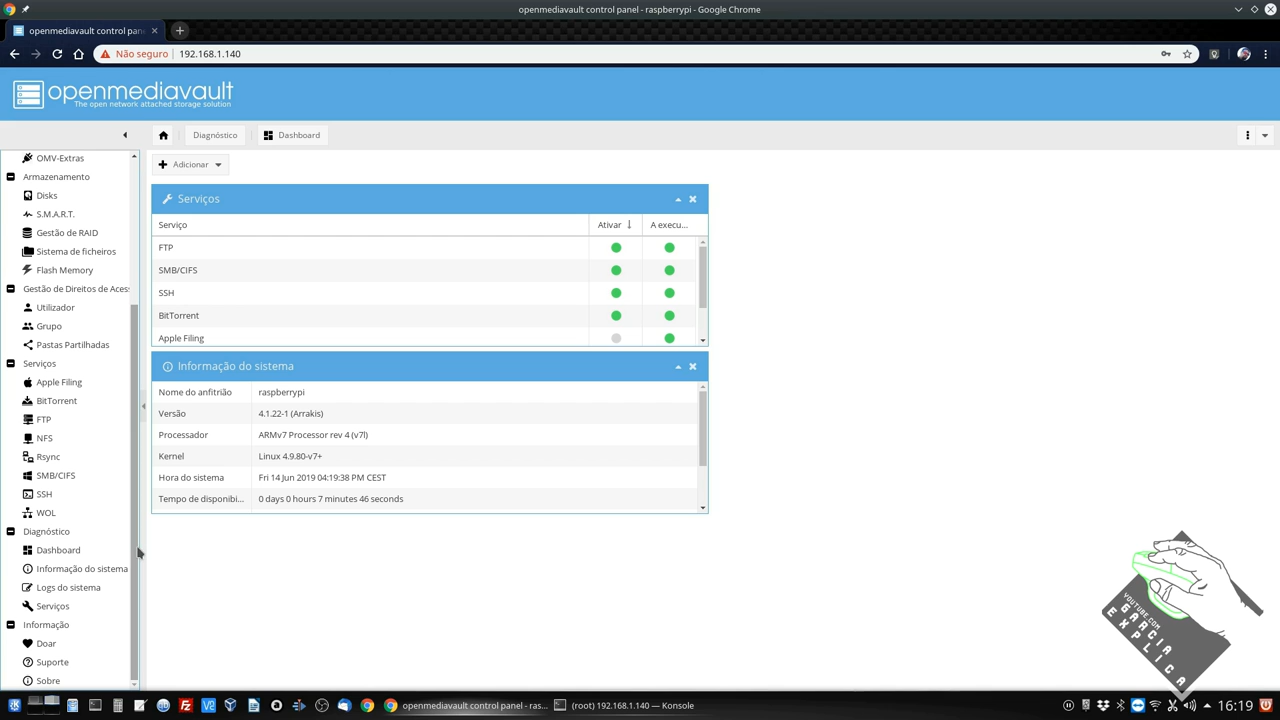 openmediavault control panel - raspberrypi - Google Chrome
openmediavault control pan
Não seguro
192.168.1.140
openmediavault
The open network attached storage solution
Diagnóstico
Dashboard
OMV-Extras
Armazenamento
Disks
S.M.A.R.T.
Gestão de RAID
Sistema de ficheiros
Flash Memory
Gestão de Direitos de Aces
Utilizador
Grupo
Pastas Partilhadas
Serviços
Apple Filing
BitTorrent
FTP
NFS
Rsync
SMB/CIFS
SSH
WOL
Diagnóstico
Dashboard
Informação do sistema
Logs do sistema
Serviços
Informação
Doar
Suporte
Sobre
Adicionar
Serviços
Serviço Ativar A execu...
FTP
SMB/CIFS
SSH
BitTorrent
Apple Filing
Informação do sistema
Nome do anfitrião raspberrypi
Versão 4.1.22-1 (Arrakis)
Processador ARMv7 Processor rev 4 (v7l)
Kernel Linux 4.9.80-v7+
Hora do sistema Fri 14 Jun 2019 04:19:38 PM CEST
Tempo de disponibi... 0 days 0 hours 7 minutes 46 seconds
YOUTUBE.COM
GARCIA
EXPLICA
openmediavault control panel - ras...
(root) 192.168.1.140 — Konsole
16:19